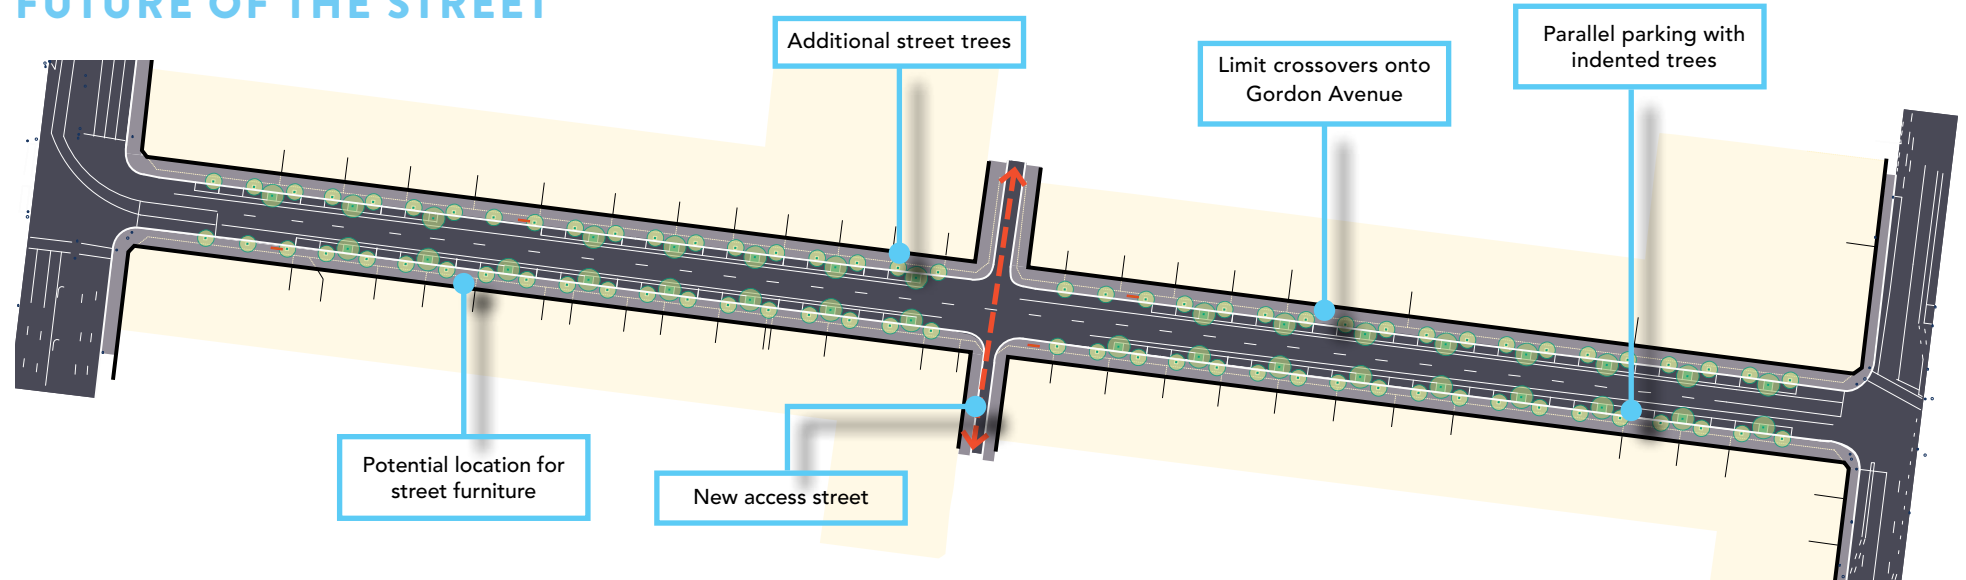 FUTURE OF THE STREET
Additional street trees
Limit crossovers onto
Gordon Avenue
Parallel parking with
indented trees
Potential location for
street furniture
New access street